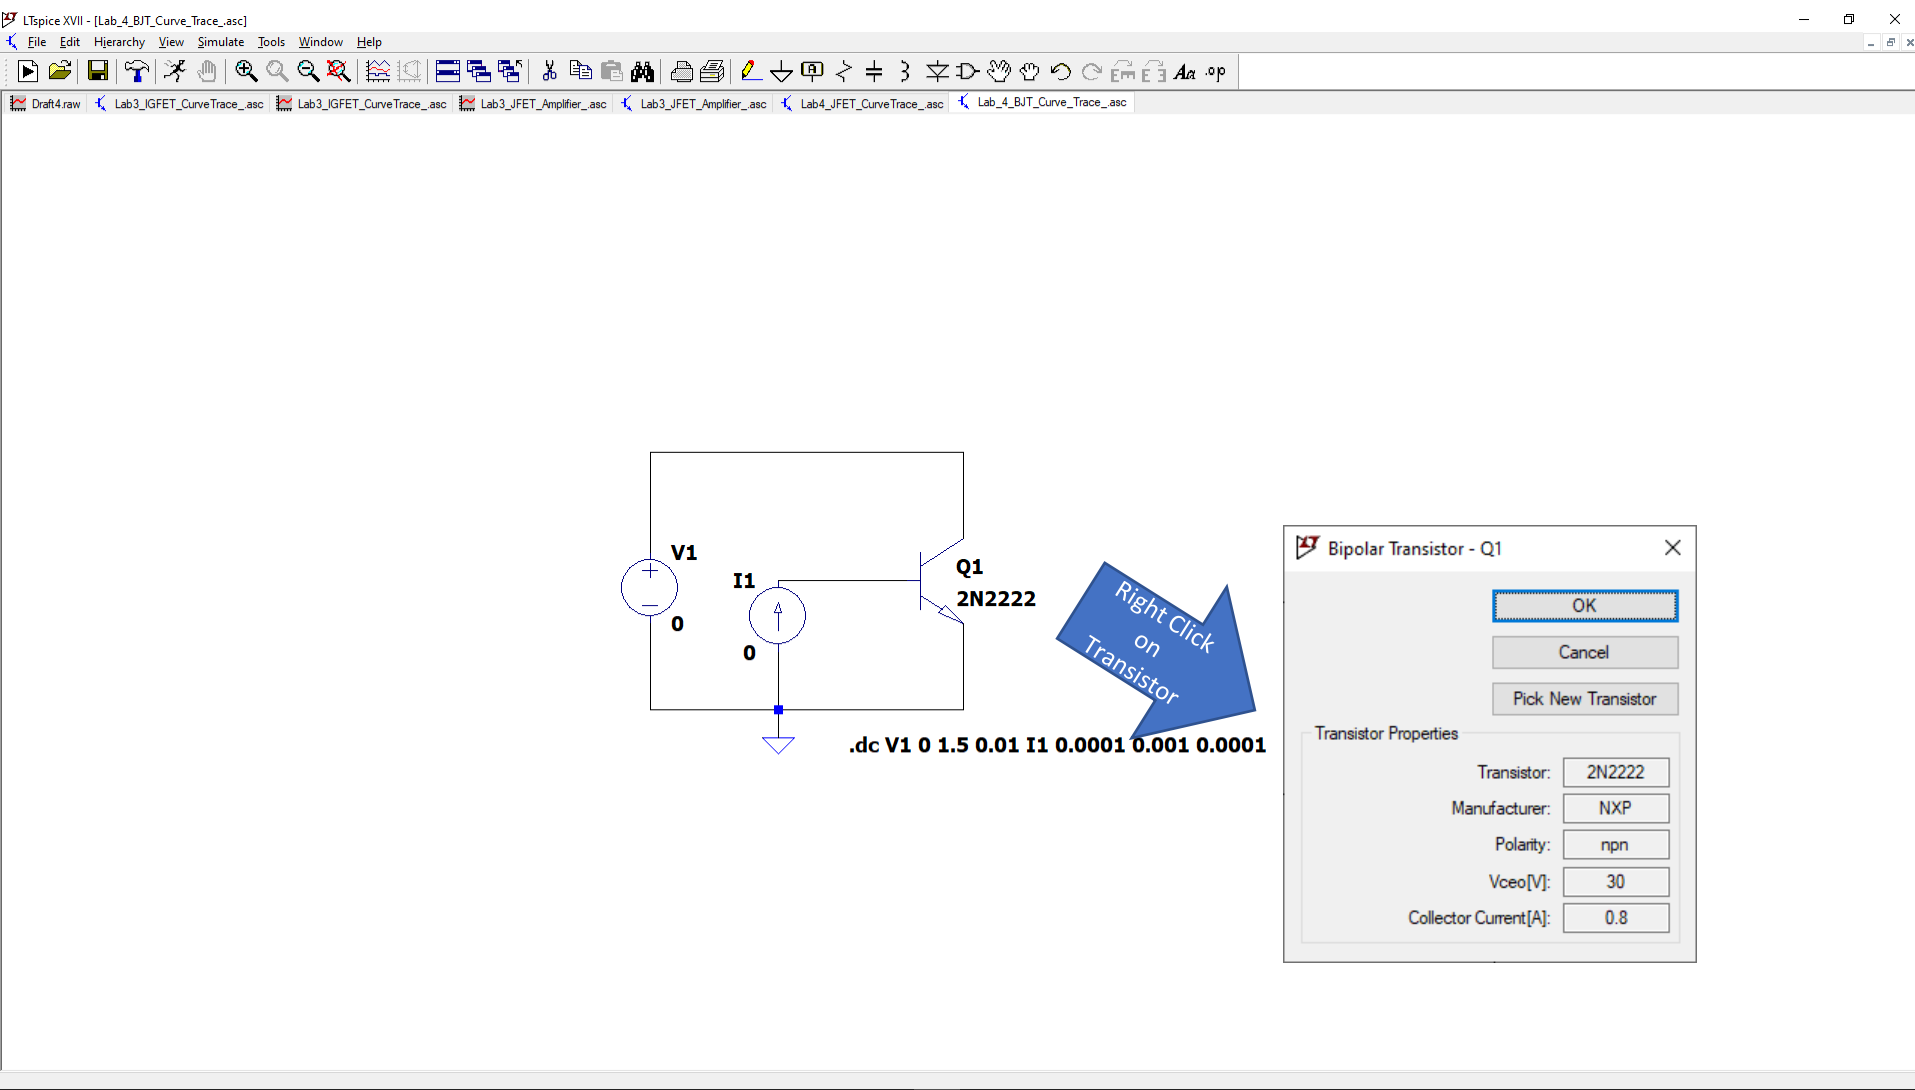 LTspice XVII - [Lab_4_BJT_Curve_Trace_.asc]
File Edit Hierarchy View Simulate Tools Window Help
Draft4.raw Lab3_IGFET_CurveTrace_.asc Lab3_IGFET_CurveTrace_.asc Lab3_JFET_Amplifier_.asc Lab3_JFET_Amplifier_.asc Lab4_JFET_CurveTrace_.asc Lab_4_BJT_Curve_Trace_.asc
V1
0
I1
0
Q1
2N2222
.dc V1 0 1.5 0.01 I1 0.0001 0.001 0.0001
Right Click
on
Transistor
Bipolar Transistor - Q1
OK
Cancel
Pick New Transistor
Transistor Properties
Transistor: 2N2222
Manufacturer: NXP
Polarity: npn
Vceo[V]: 30
Collector Current[A]: 0.8